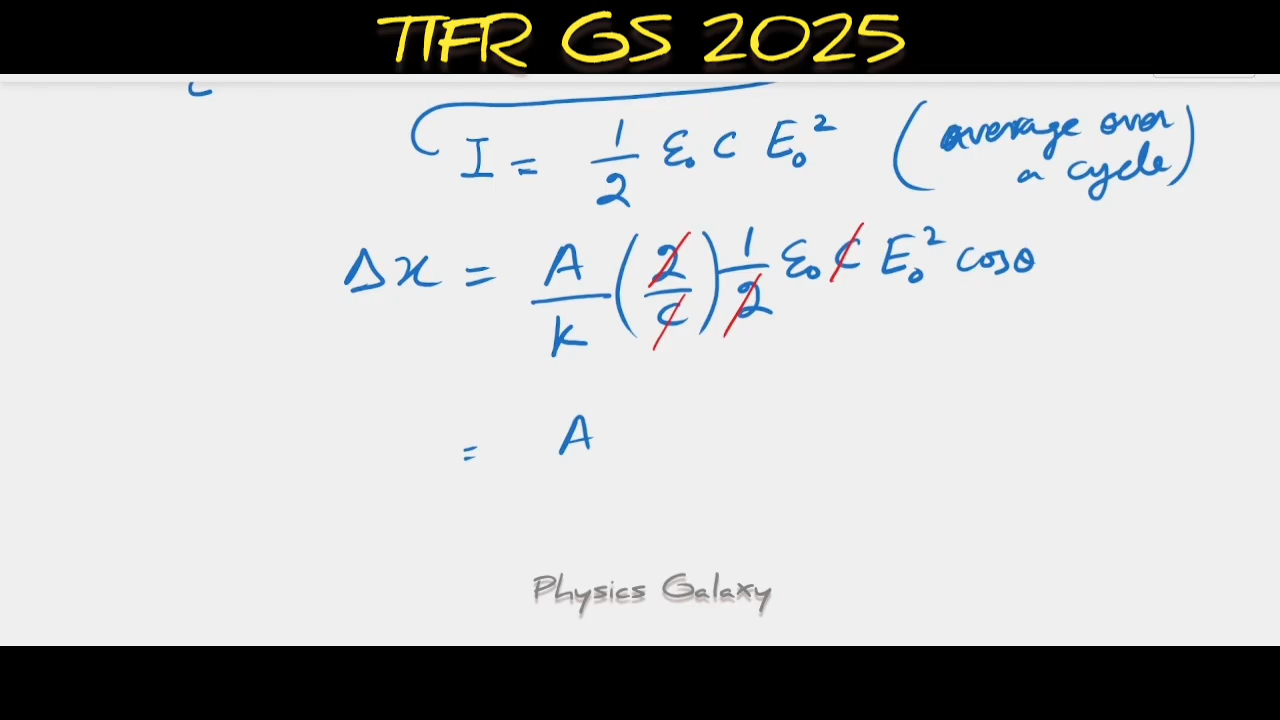 TIFR GS 2025
I = 1/2 ε₀ C E₀² (average over a cycle)
Δx = A/k (2/c) 1/2 ε₀ c E₀² cosθ
= A
Physics Galaxy